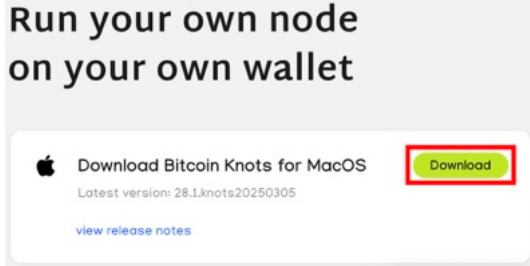 Run your own node
on your own wallet
Download Bitcoin Knots for MacOS
Download
Latest version: 28.1.knots20250305
view release notes